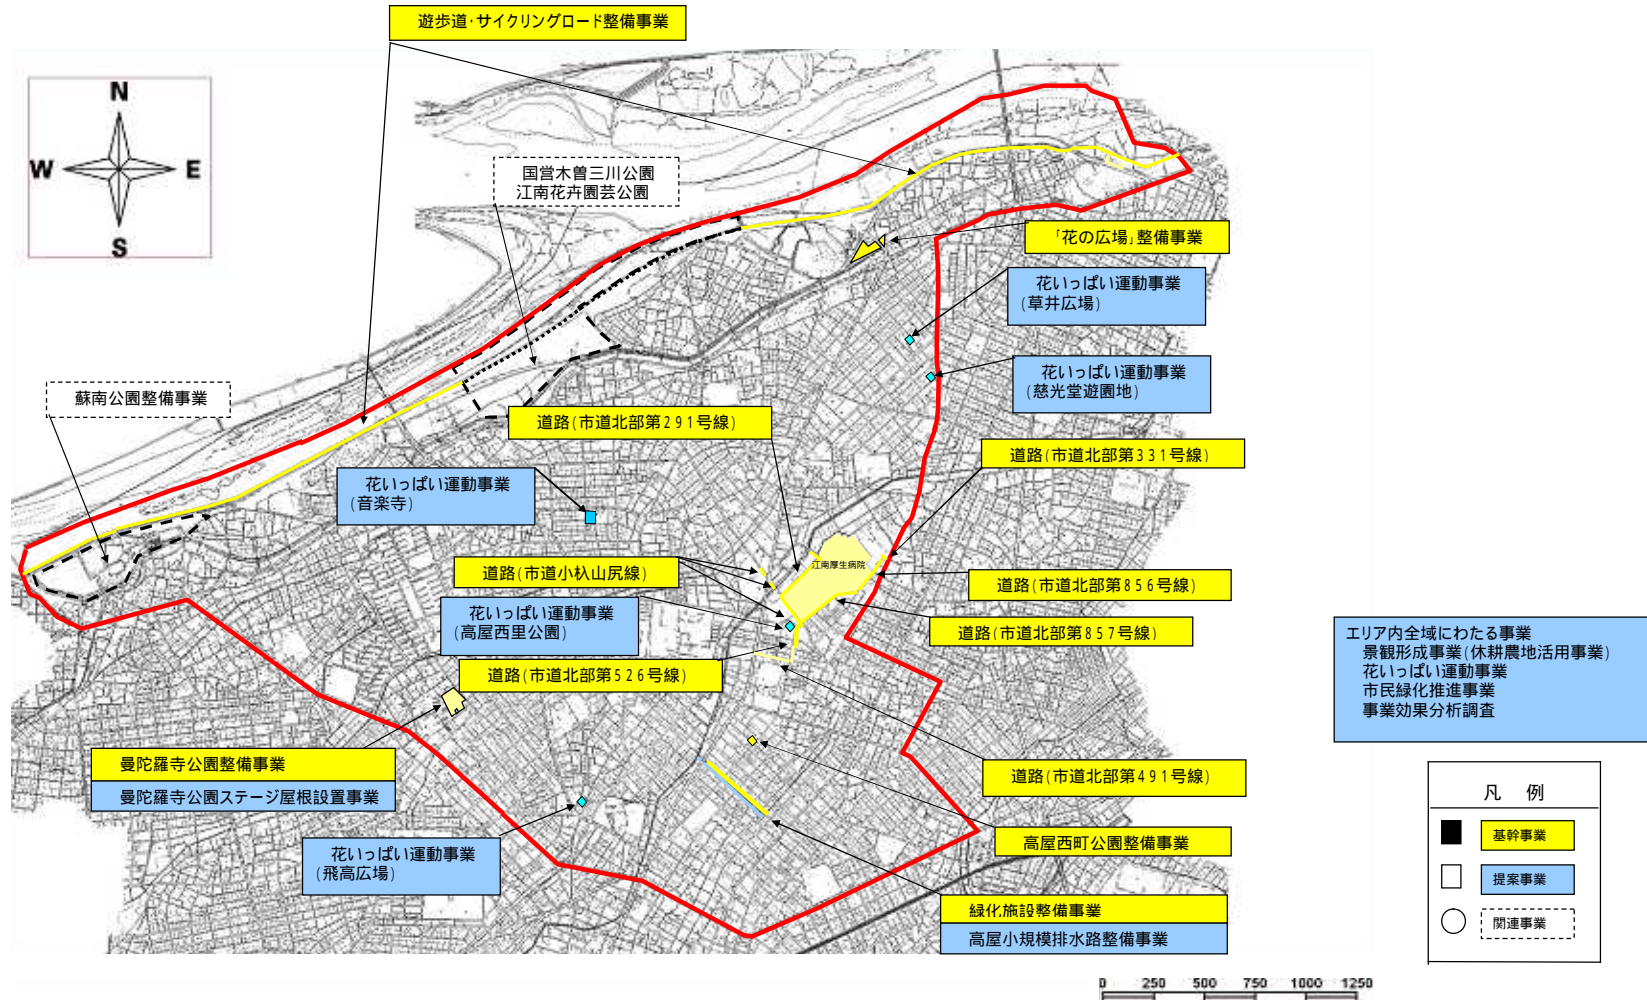 遊歩道・サイクリングロード整備事業
N
W
E
S
国営木曽三川公園
江南花卉園芸公園
「花の広場」整備事業
花いっぱい運動事業
(草井広場)
花いっぱい運動事業
(慈光堂遊園地)
蘇南公園整備事業
道路(市道北部第291号線)
道路(市道北部第331号線)
花いっぱい運動事業
(音楽寺)
江南厚生病院
道路(市道小杁山尻線)
道路(市道北部第856号線)
花いっぱい運動事業
(高屋西里公園)
道路(市道北部第857号線)
道路(市道北部第526号線)
エリア内全域にわたる事業
景観形成事業(休耕農地活用事業)
花いっぱい運動事業
市民緑化推進事業
事業効果分析調査
曼陀羅寺公園整備事業
曼陀羅寺公園ステージ屋根設置事業
道路(市道北部第491号線)
花いっぱい運動事業
(飛高広場)
高屋西町公園整備事業
緑化施設整備事業
高屋小規模排水路整備事業
凡 例
基幹事業
提案事業
関連事業
0 250 500 750 1000 1250